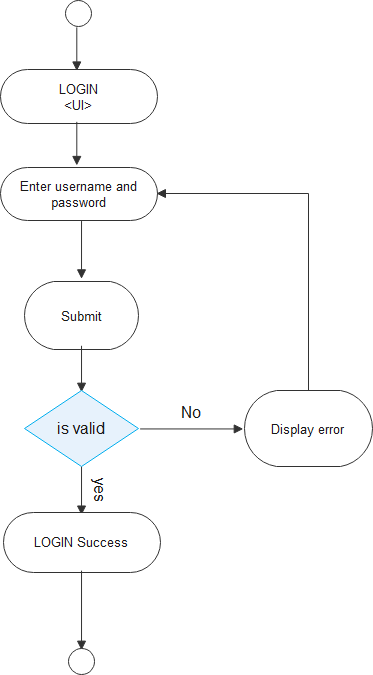 LOGIN
<UI>
Enter username and
password
Submit
is valid
No
Display error
yes
LOGIN Success